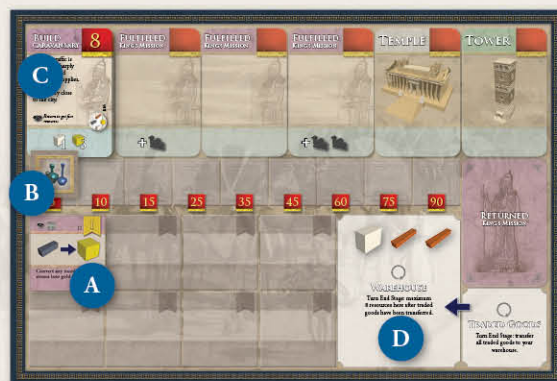 BUILD
CARAVANSARY
8
FULFILLED
KING'S MISSION
FULFILLED
KING'S MISSION
FULFILLED
KING'S MISSION
TEMPLE
TOWER
C
+
+
B
10
15
25
35
45
60
75
90
RETURNED
KING'S MISSION
A
WAREHOUSE
Turn End Stage: maximum
8 resources here after traded
goods have been transferred.
D
TRADED GOODS
Turn End Stage: transfer
all traded goods to your
warehouse.